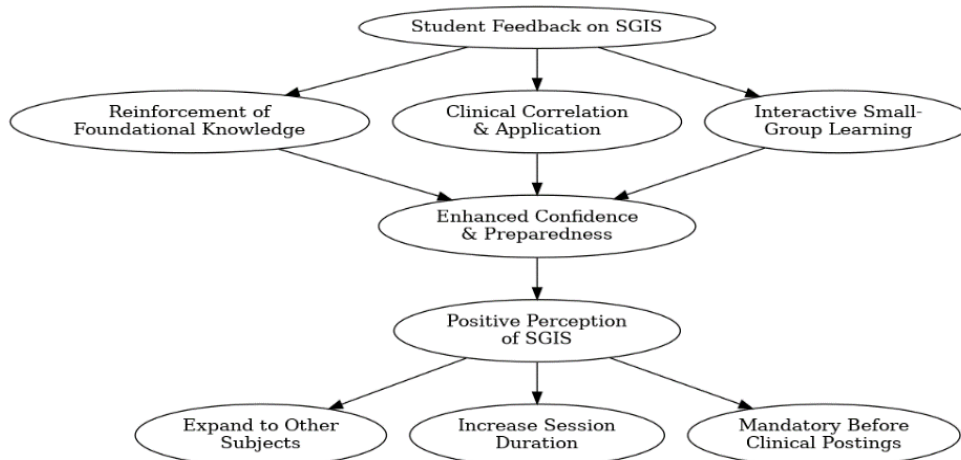 Student Feedback on SGIS
Reinforcement of
Foundational Knowledge
Clinical Correlation
& Application
Interactive Small-
Group Learning
Enhanced Confidence
& Preparedness
Positive Perception
of SGIS
Expand to Other
Subjects
Increase Session
Duration
Mandatory Before
Clinical Postings